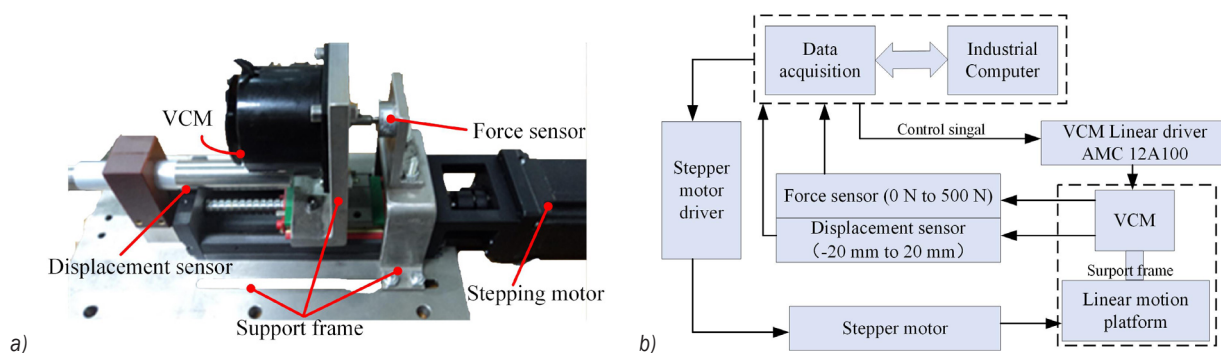 VCM
Force sensor
Displacement sensor
Stepping motor
Support frame
a)
Data
acquisition
Industrial
Computer
Control singal
VCM Linear driver
AMC 12A100
Stepper
motor
driver
Force sensor (0 N to 500 N)
Displacement sensor
(-20 mm to 20 mm)
VCM
Surport frame
Linear motion
platform
Stepper motor
b)